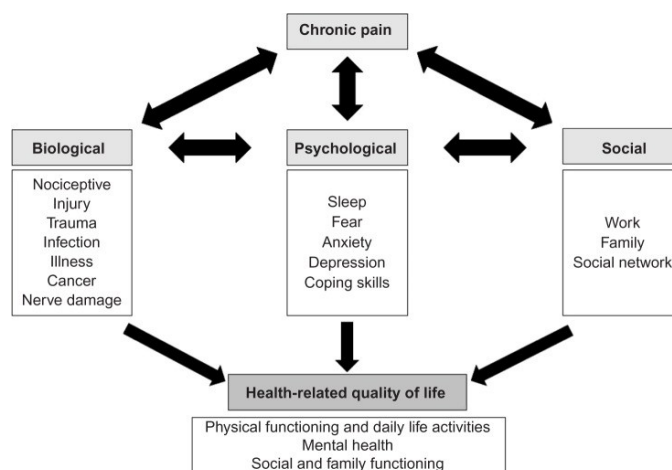 Chronic pain
Biological
Psychological
Social
Nociceptive
Injury
Trauma
Infection
Illness
Cancer
Nerve damage
Sleep
Fear
Anxiety
Depression
Coping skills
Work
Family
Social network
Health-related quality of life
Physical functioning and daily life activities
Mental health
Social and family functioning